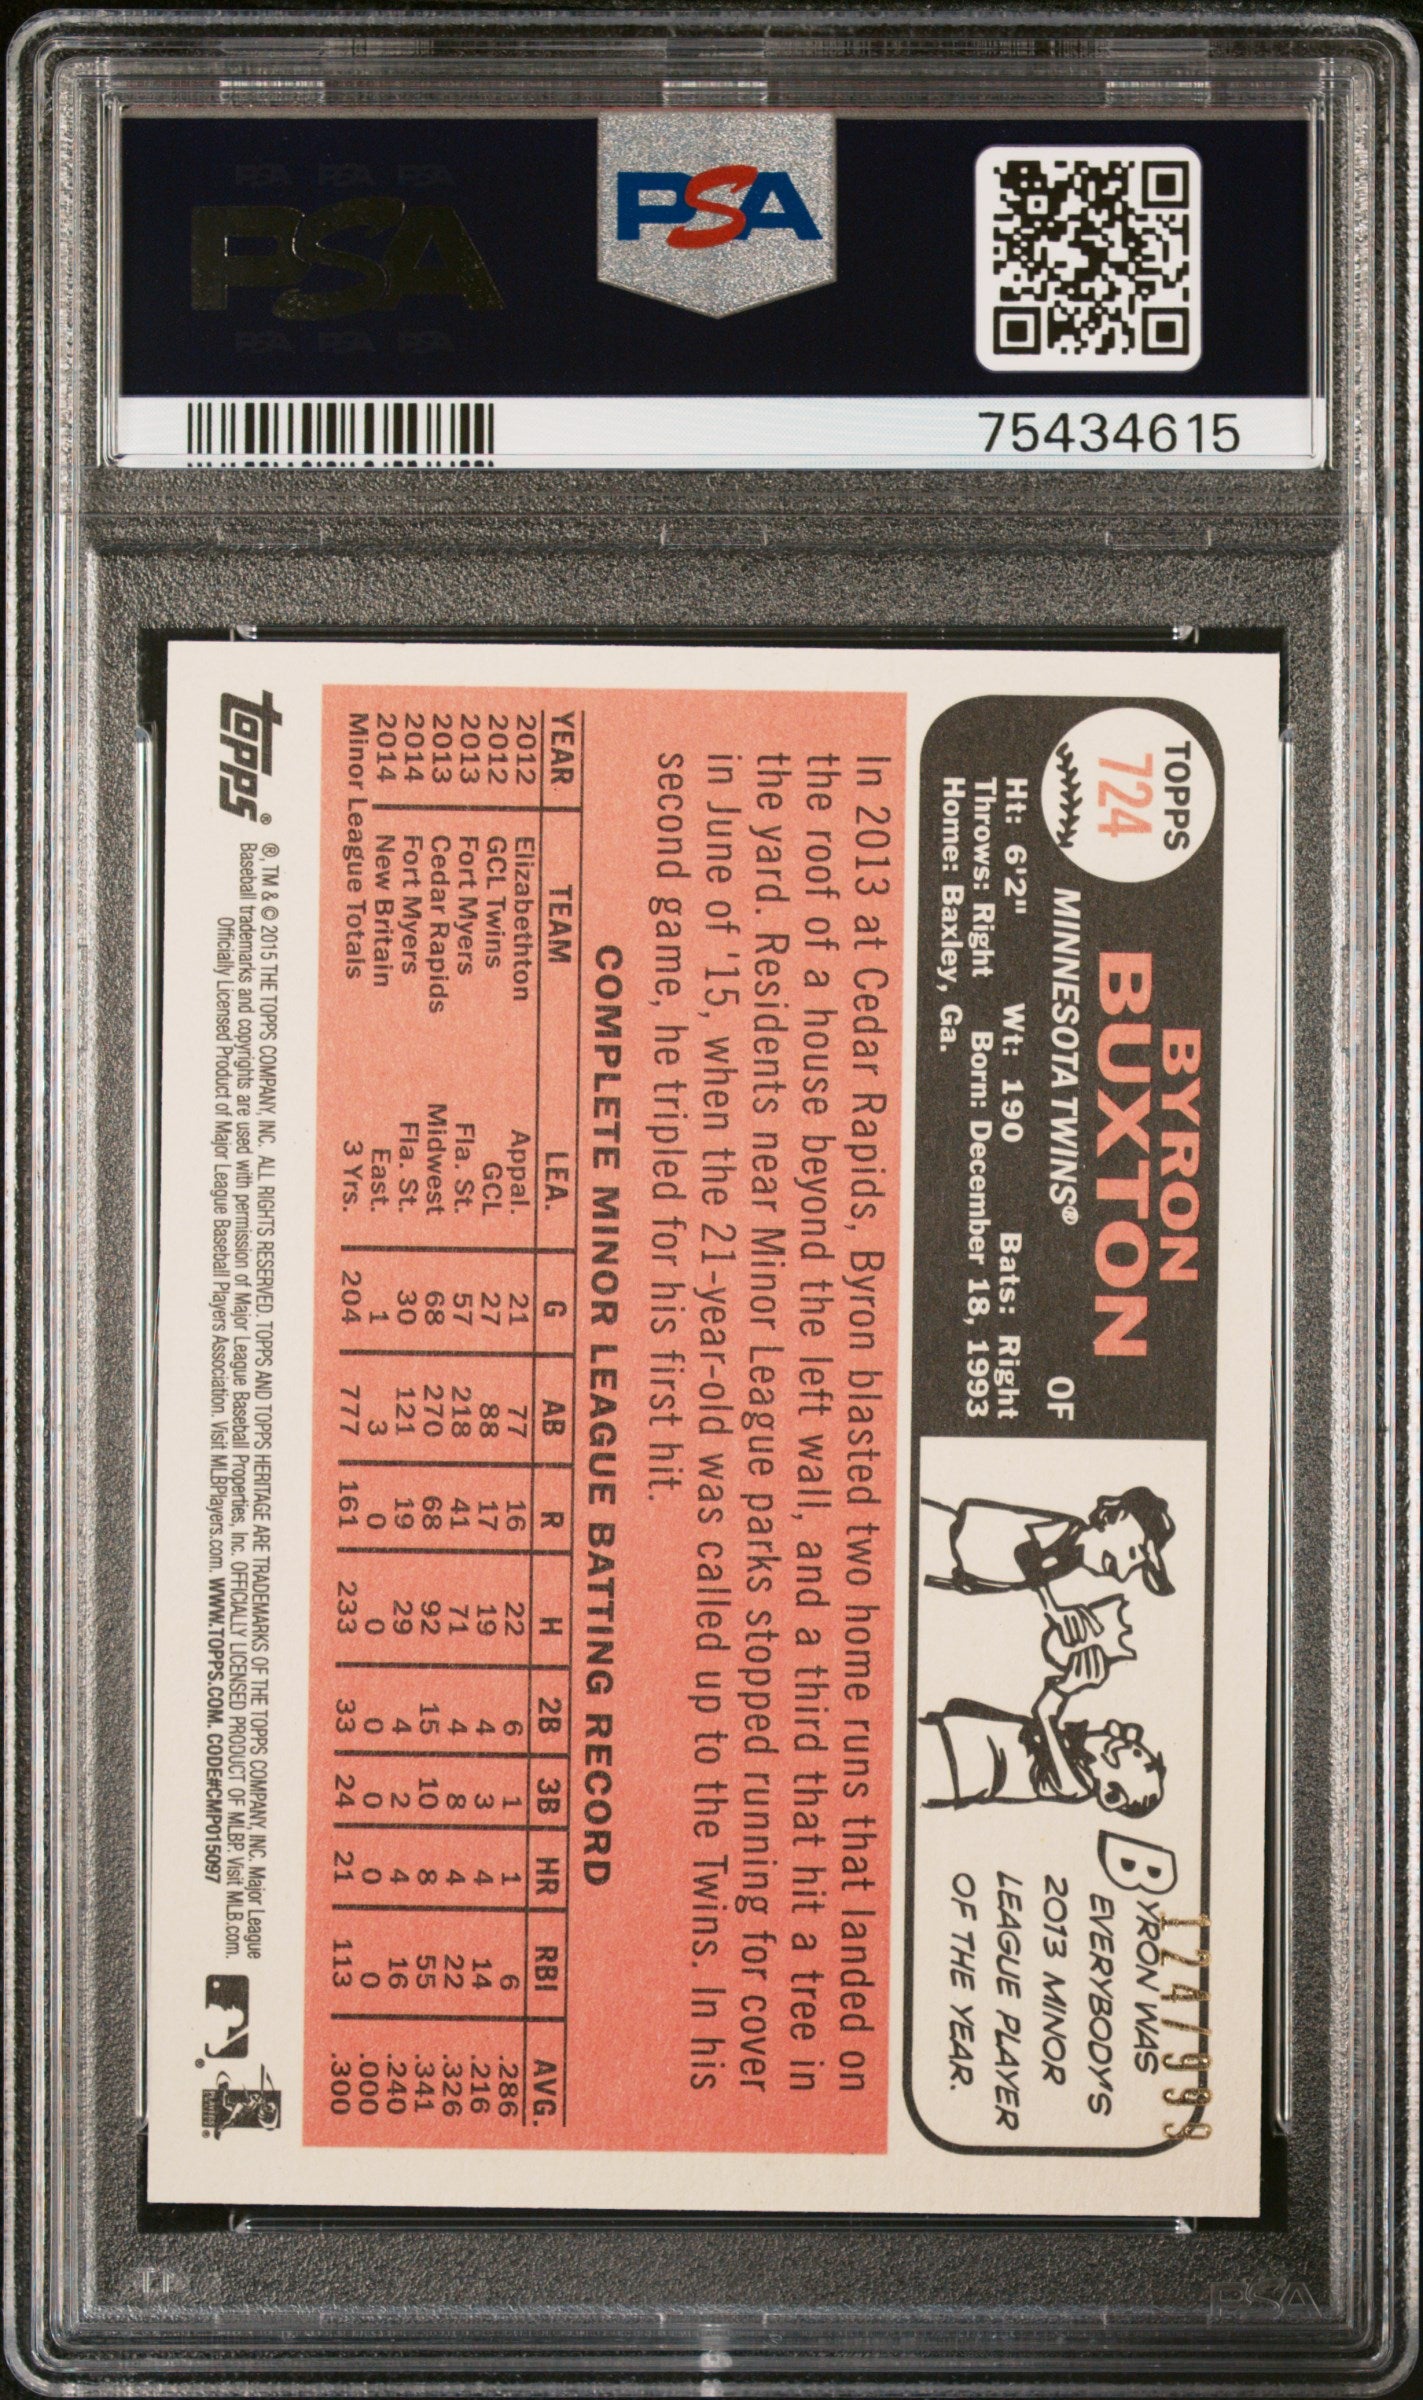 PSA PSA PSA
PSA
PSA PSA PSA
PSA
75434615
TOPPS
724
BYRON
BUXTON
OF
MINNESOTA TWINS®
Ht: 6'2" Wt: 190 Bats: Right
Throws: Right Born: December 18, 1993
Home: Baxley, Ga.
124/999
BYRON WAS
EVERYBODY'S
2013 MINOR
LEAGUE PLAYER
OF THE YEAR.
In 2013 at Cedar Rapids, Byron blasted two home runs that landed on
the roof of a house beyond the left wall, and a third that hit a tree in
the yard. Residents near Minor League parks stopped running for cover
in June of '15, when the 21-year-old was called up to the Twins. In his
second game, he tripled for his first hit.
COMPLETE MINOR LEAGUE BATTING RECORD
YEAR TEAM LEA. G AB R H 2B 3B HR RBI AVG.
2012 Elizabethton Appal. 21 77 16 22 6 1 1 6 .286
2012 GCL Twins GCL 27 88 17 19 4 3 4 14 .216
2013 Fort Myers Fla. St. 57 218 41 71 4 8 4 22 .326
2013 Cedar Rapids Midwest 68 270 68 92 15 10 8 55 .341
2014 Fort Myers Fla. St. 30 121 19 29 4 2 4 16 .240
2014 New Britain East. 1 3 0 0 0 0 0 0 .000
Minor League Totals 3 Yrs. 204 777 161 233 33 24 21 113 .300
topps®
®, TM & © 2015 THE TOPPS COMPANY, INC. ALL RIGHTS RESERVED. TOPPS AND TOPPS HERITAGE ARE TRADEMARKS OF THE TOPPS COMPANY, INC. Major League
Baseball trademarks and copyrights are used with permission of Major League Baseball Properties, Inc. OFFICIALLY LICENSED PRODUCT OF MLBP. Visit MLB.com.
Officially Licensed Product of Major League Baseball Players Association. Visit MLBPlayers.com. WWW.TOPPS.COM. CODE#CMP015097
PSA